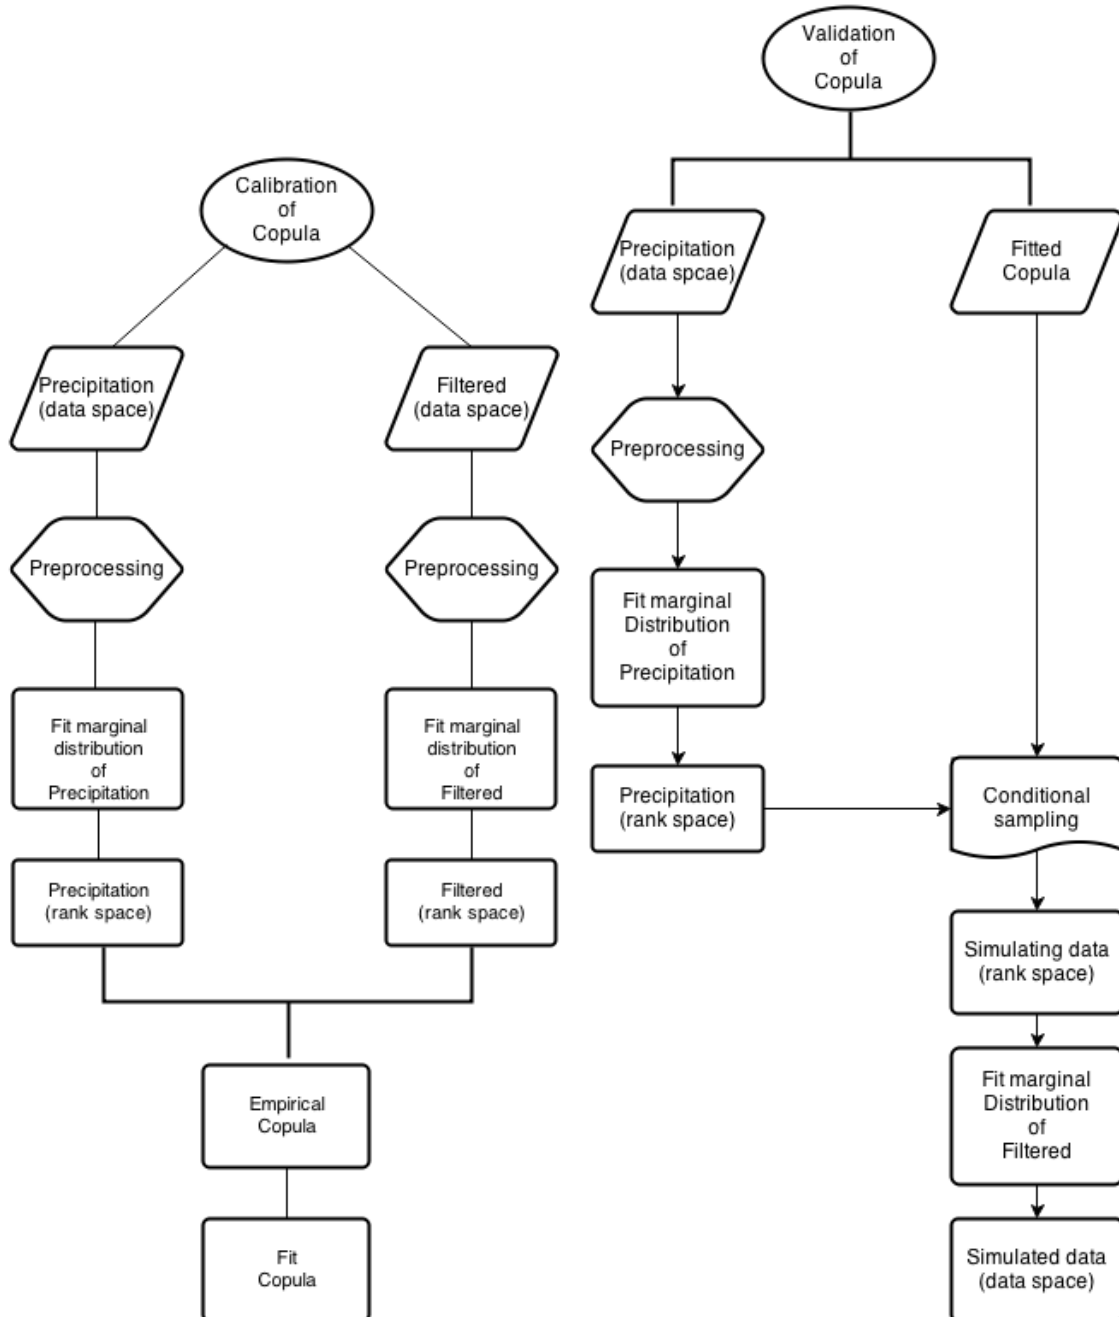 Calibration
of
Copula
Precipitation
(data space)
Filtered
(data space)
Preprocessing
Preprocessing
Fit marginal
distribution
of
Precipitation
Fit marginal
distribution
of
Filtered
Precipitation
(rank space)
Filtered
(rank space)
Empirical
Copula
Fit
Copula
Validation
of
Copula
Precipitation
(data spcae)
Fitted
Copula
Preprocessing
Fit marginal
Distribution
of
Precipitation
Precipitation
(rank space)
Conditional
sampling
Simulating data
(rank space)
Fit marginal
Distribution
of
Filtered
Simulated data
(data space)